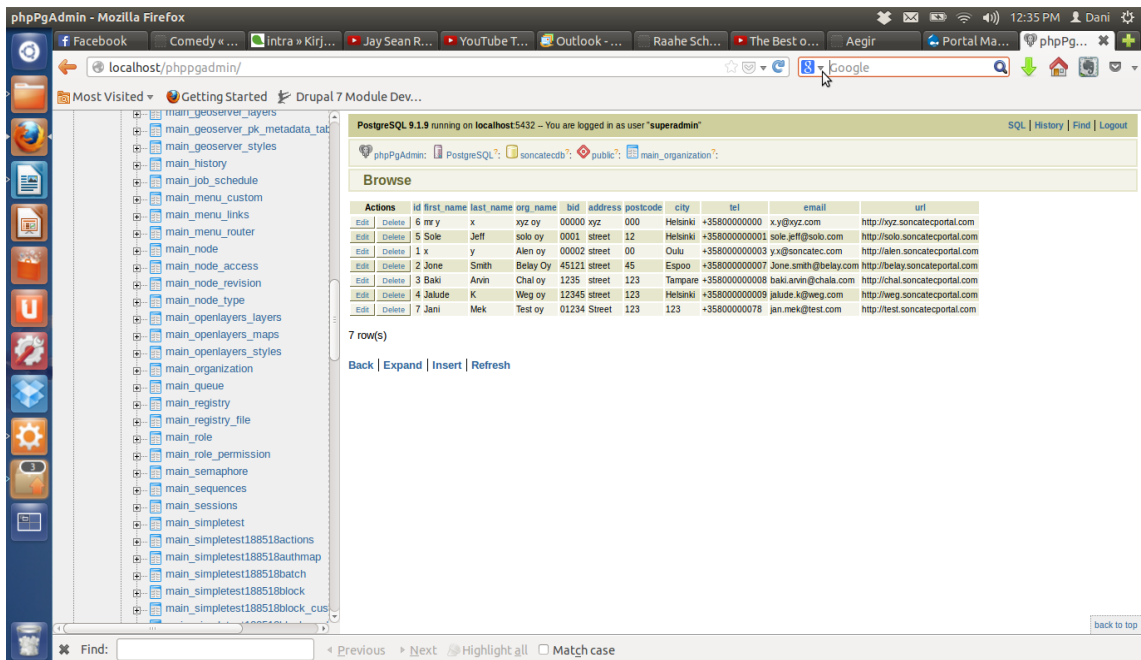 phpPgAdmin - Mozilla Firefox
12:35 PM Dani
Facebook Comedy « ... intra » Kirj... Jay Sean R... YouTube T... Outlook - ... Raahe Sch... The Best o... Aegir Portal Ma... phpPg...
localhost/phppgadmin/ Google
Most Visited Getting Started Drupal 7 Module Dev...
main_geoserver_layers
main_geoserver_pk_metadata_tab
main_geoserver_styles
main_history
main_job_schedule
main_menu_custom
main_menu_links
main_menu_router
main_node
main_node_access
main_node_revision
main_node_type
main_openlayers_layers
main_openlayers_maps
main_openlayers_styles
main_organization
main_queue
main_registry
main_registry_file
main_role
main_role_permission
main_semaphore
main_sequences
main_sessions
main_simpletest
main_simpletest188518actions
main_simpletest188518authmap
main_simpletest188518batch
main_simpletest188518block
main_simpletest188518block_cus
PostgreSQL 9.1.9 running on localhost:5432 – You are logged in as user "superadmin" SQL | History | Find | Logout
phpPgAdmin: PostgreSQL?: soncatecdb?: public?: main_organization?:
Browse
Actions id first_name last_name org_name bid address postcode city tel email url
Edit Delete 6 mr y x xyz oy 00000 xyz 000 Helsinki +35800000000 x.y@xyz.com http://xyz.soncatecportal.com
Edit Delete 5 Sole Jeff solo oy 0001 street 12 Helsinki +358000000001 sole.jeff@solo.com http://solo.soncatecportal.com
Edit Delete 1 x y Alen oy 00002 street 00 Oulu +358000000003 y.x@soncatec.com http://alen.soncatecportal.com
Edit Delete 2 Jone Smith Belay Oy 45121 street 45 Espoo +358000000007 Jone.smith@belay.com http://belay.soncatecportal.com
Edit Delete 3 Baki Arvin Chal oy 1235 street 123 Tampare +358000000008 baki.arvin@chala.com http://chal.soncatecportal.com
Edit Delete 4 Jalude K Weg oy 12345 street 123 Helsinki +358000000009 jalude.k@weg.com http://weg.soncatecportal.com
Edit Delete 7 Jani Mek Test oy 01234 Street 123 123 +35800000078 jan.mek@test.com http://test.soncatecportal.com
7 row(s)
Back | Expand | Insert | Refresh
back to top
3
Find: Previous Next Highlight all Match case